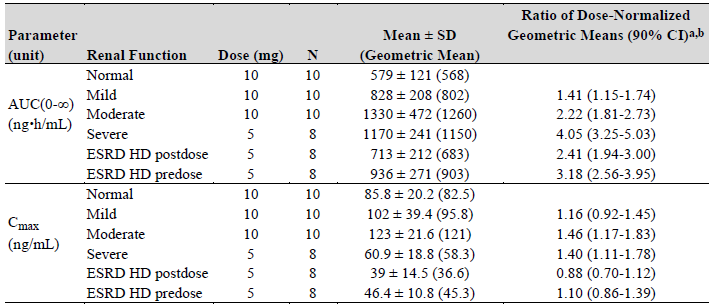 Parameter (unit) Renal Function Dose (mg) N Mean ± SD (Geometric Mean) Ratio of Dose-Normalized Geometric Means (90% CI)a,b
AUC(0-∞) (ng•h/mL)
Normal 10 10 579 ± 121 (568)
Mild 10 10 828 ± 208 (802) 1.41 (1.15-1.74)
Moderate 10 10 1330 ± 472 (1260) 2.22 (1.81-2.73)
Severe 5 8 1170 ± 241 (1150) 4.05 (3.25-5.03)
ESRD HD postdose 5 8 713 ± 212 (683) 2.41 (1.94-3.00)
ESRD HD predose 5 8 936 ± 271 (903) 3.18 (2.56-3.95)
Cmax (ng/mL)
Normal 10 10 85.8 ± 20.2 (82.5)
Mild 10 10 102 ± 39.4 (95.8) 1.16 (0.92-1.45)
Moderate 10 10 123 ± 21.6 (121) 1.46 (1.17-1.83)
Severe 5 8 60.9 ± 18.8 (58.3) 1.40 (1.11-1.78)
ESRD HD postdose 5 8 39 ± 14.5 (36.6) 0.88 (0.70-1.12)
ESRD HD predose 5 8 46.4 ± 10.8 (45.3) 1.10 (0.86-1.39)